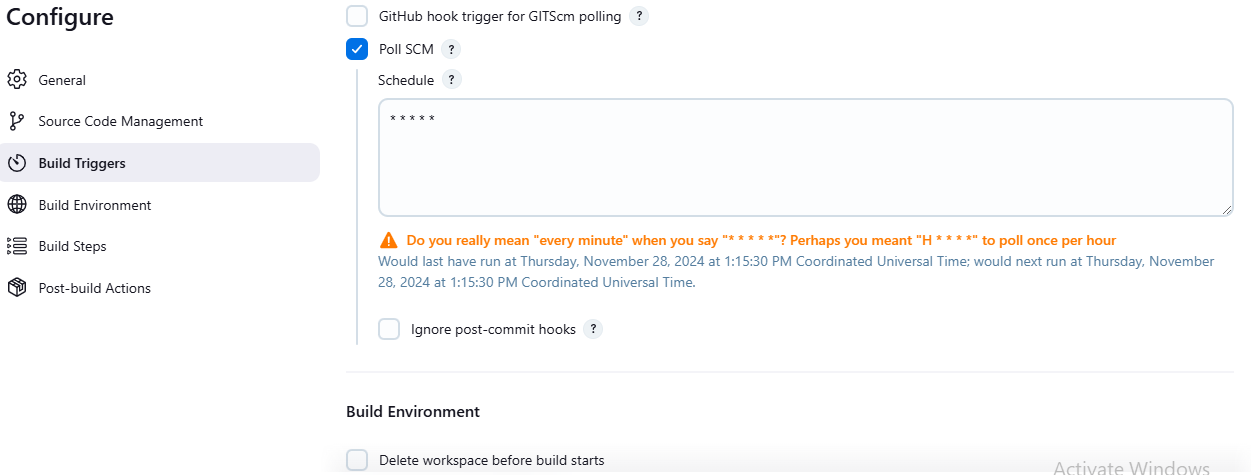 Configure
General
Source Code Management
Build Triggers
Build Environment
Build Steps
Post-build Actions
GitHub hook trigger for GITScm polling ?
Poll SCM ?
Schedule ?
* * * * *
Do you really mean "every minute" when you say "* * * * *"? Perhaps you meant "H * * * *" to poll once per hour
Would last have run at Thursday, November 28, 2024 at 1:15:30 PM Coordinated Universal Time; would next run at Thursday, November
28, 2024 at 1:15:30 PM Coordinated Universal Time.
Ignore post-commit hooks ?
Build Environment
Delete workspace before build starts
Activate Windows